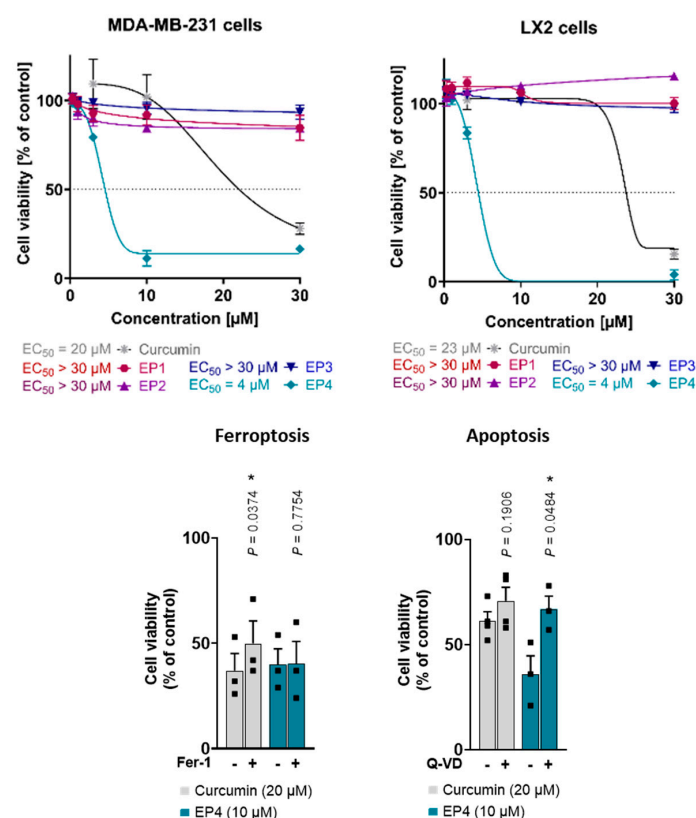 MDA-MB-231 cells
Cell viability [% of control]
100
50
0
0
10
20
30
Concentration [µM]
EC50 = 20 µM Curcumin
EC50 > 30 µM EP1 EC50 > 30 µM EP3
EC50 > 30 µM EP2 EC50 = 4 µM EP4
LX2 cells
Cell viability [% of control]
100
50
0
0
10
20
30
Concentration [µM]
EC50 = 23 µM Curcumin
EC50 > 30 µM EP1 EC50 > 30 µM EP3
EC50 > 30 µM EP2 EC50 = 4 µM EP4
Ferroptosis
Cell viability
(% of control)
100
50
0
P = 0.0374 *
P = 0.7754
Fer-1 - + - +
Curcumin (20 µM)
EP4 (10 µM)
Apoptosis
Cell viability
(% of control)
100
50
0
P = 0.1906
P = 0.0484 *
Q-VD - + - +
Curcumin (20 µM)
EP4 (10 µM)